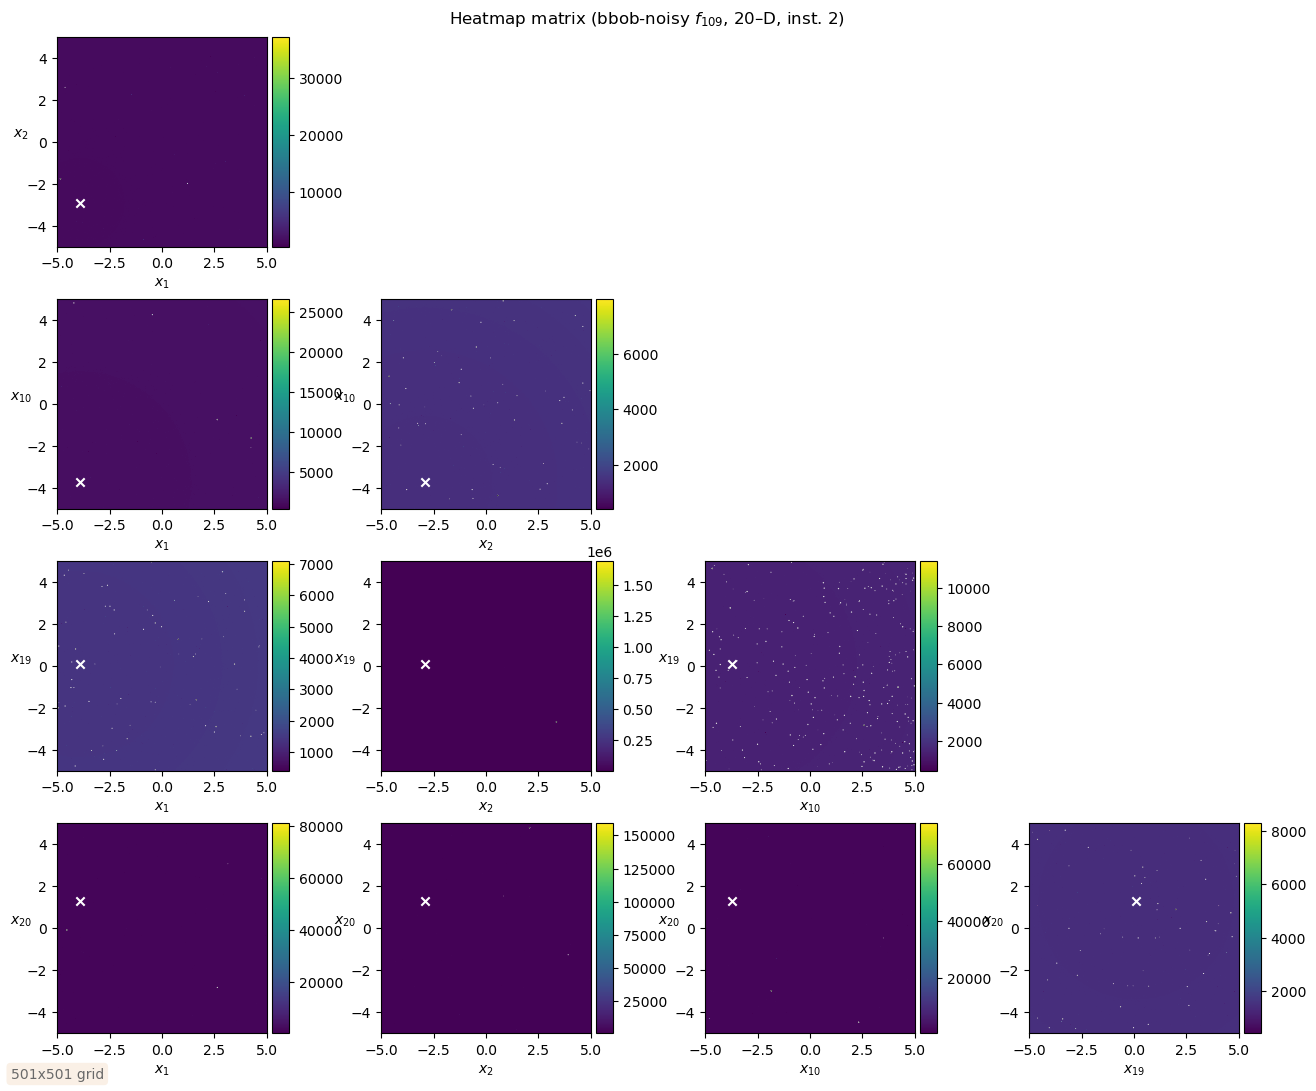 Heatmap matrix (bbob-noisy f109, 20–D, inst. 2)
4
2
0
−2
−4
x2
−5.0 −2.5 0.0 2.5 5.0
x1
30000
20000
10000
4
2
0
−2
−4
x10
−5.0 −2.5 0.0 2.5 5.0
x1
25000
20000
15000
10000
5000
x10
4
2
0
−2
−4
−5.0 −2.5 0.0 2.5 5.0
x2
6000
4000
2000
4
2
0
−2
−4
x19
−5.0 −2.5 0.0 2.5 5.0
x1
7000
6000
5000
4000
3000
2000
1000
x19
4
2
0
−2
−4
−5.0 −2.5 0.0 2.5 5.0
x2
1e6
1.50
1.25
1.00
0.75
0.50
0.25
x19
4
2
0
−2
−4
−5.0 −2.5 0.0 2.5 5.0
x10
10000
8000
6000
4000
2000
4
2
0
−2
−4
x20
−5.0 −2.5 0.0 2.5 5.0
x1
80000
60000
40000
20000
x20
4
2
0
−2
−4
−5.0 −2.5 0.0 2.5 5.0
x2
150000
125000
100000
75000
50000
25000
x20
4
2
0
−2
−4
−5.0 −2.5 0.0 2.5 5.0
x10
60000
40000
20000
x20
4
2
0
−2
−4
−5.0 −2.5 0.0 2.5 5.0
x19
8000
6000
4000
2000
501x501 grid